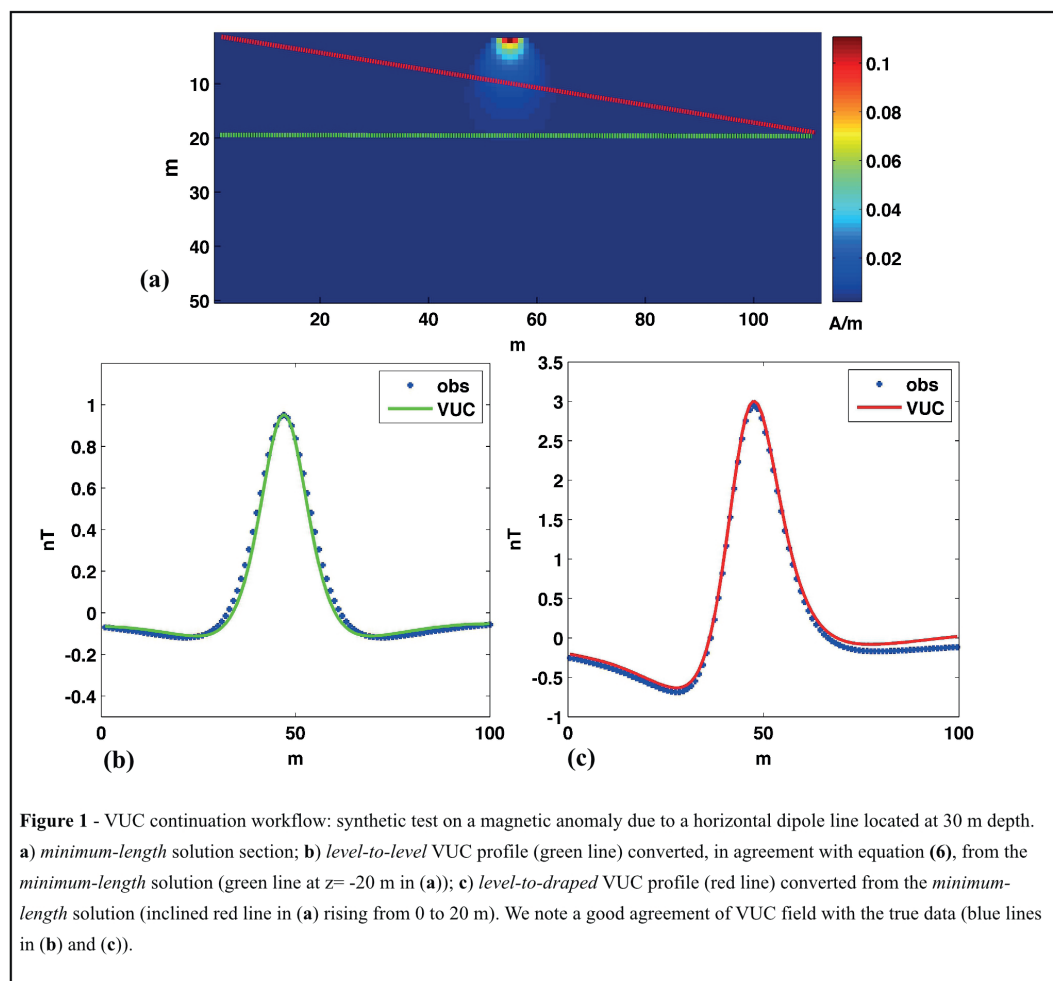 0.1
0.08
0.06
0.04
0.02
A/m
10
20
30
40
50
m
20
40
60
80
100
m
(a)
1
0.8
0.6
0.4
0.2
0
-0.2
-0.4
nT
obs
VUC
0
50
100
m
(b)
3.5
3
2.5
2
1.5
1
0.5
0
-0.5
-1
nT
obs
VUC
0
50
100
m
(c)
Figure 1 - VUC continuation workflow: synthetic test on a magnetic anomaly due to a horizontal dipole line located at 30 m depth.
a) minimum-length solution section; b) level-to-level VUC profile (green line) converted, in agreement with equation (6), from the
minimum-length solution (green line at z= -20 m in (a)); c) level-to-draped VUC profile (red line) converted from the minimum-
length solution (inclined red line in (a) rising from 0 to 20 m). We note a good agreement of VUC field with the true data (blue lines
in (b) and (c)).